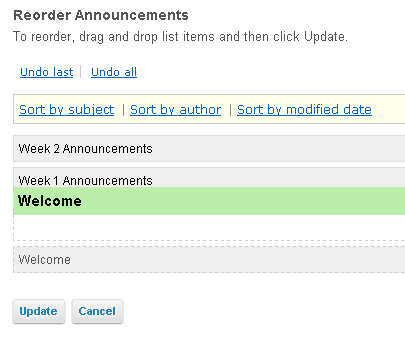 Reorder Announcements
To reorder, drag and drop list items and then click Update.
Undo last | Undo all
Sort by subject | Sort by author | Sort by modified date
Week 2 Announcements
Week 1 Announcements
Welcome
Welcome
Update Cancel